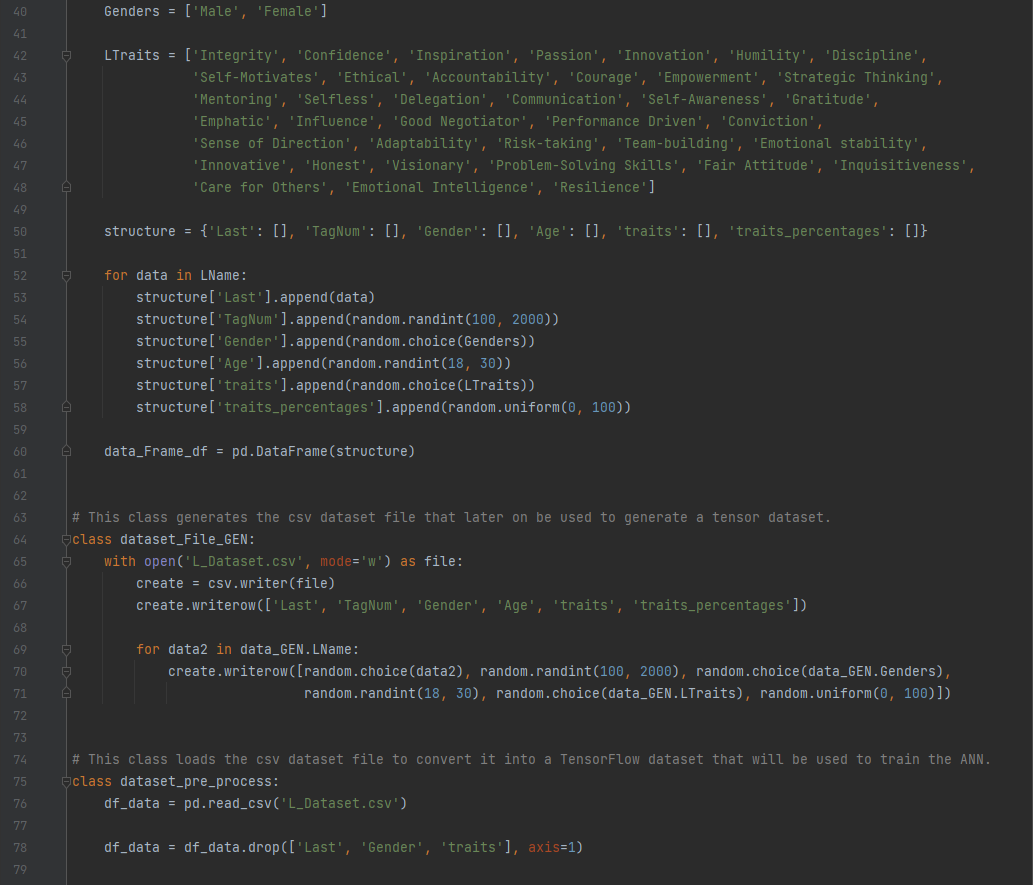 40 Genders = ['Male', 'Female']
41
42 LTraits = ['Integrity', 'Confidence', 'Inspiration', 'Passion', 'Innovation', 'Humility', 'Discipline',
43 'Self-Motivates', 'Ethical', 'Accountability', 'Courage', 'Empowerment', 'Strategic Thinking',
44 'Mentoring', 'Selfless', 'Delegation', 'Communication', 'Self-Awareness', 'Gratitude',
45 'Emphatic', 'Influence', 'Good Negotiator', 'Performance Driven', 'Conviction',
46 'Sense of Direction', 'Adaptability', 'Risk-taking', 'Team-building', 'Emotional stability',
47 'Innovative', 'Honest', 'Visionary', 'Problem-Solving Skills', 'Fair Attitude', 'Inquisitiveness',
48 'Care for Others', 'Emotional Intelligence', 'Resilience']
49
50 structure = {'Last': [], 'TagNum': [], 'Gender': [], 'Age': [], 'traits': [], 'traits_percentages': []}
51
52 for data in LName:
53 structure['Last'].append(data)
54 structure['TagNum'].append(random.randint(100, 2000))
55 structure['Gender'].append(random.choice(Genders))
56 structure['Age'].append(random.randint(18, 30))
57 structure['traits'].append(random.choice(LTraits))
58 structure['traits_percentages'].append(random.uniform(0, 100))
59
60 data_Frame_df = pd.DataFrame(structure)
61
62
63 # This class generates the csv dataset file that later on be used to generate a tensor dataset.
64 class dataset_File_GEN:
65 with open('L_Dataset.csv', mode='w') as file:
66 create = csv.writer(file)
67 create.writerow(['Last', 'TagNum', 'Gender', 'Age', 'traits', 'traits_percentages'])
68
69 for data2 in data_GEN.LName:
70 create.writerow([random.choice(data2), random.randint(100, 2000), random.choice(data_GEN.Genders),
71 random.randint(18, 30), random.choice(data_GEN.LTraits), random.uniform(0, 100)])
72
73
74 # This class loads the csv dataset file to convert it into a TensorFlow dataset that will be used to train the ANN.
75 class dataset_pre_process:
76 df_data = pd.read_csv('L_Dataset.csv')
77
78 df_data = df_data.drop(['Last', 'Gender', 'traits'], axis=1)
79